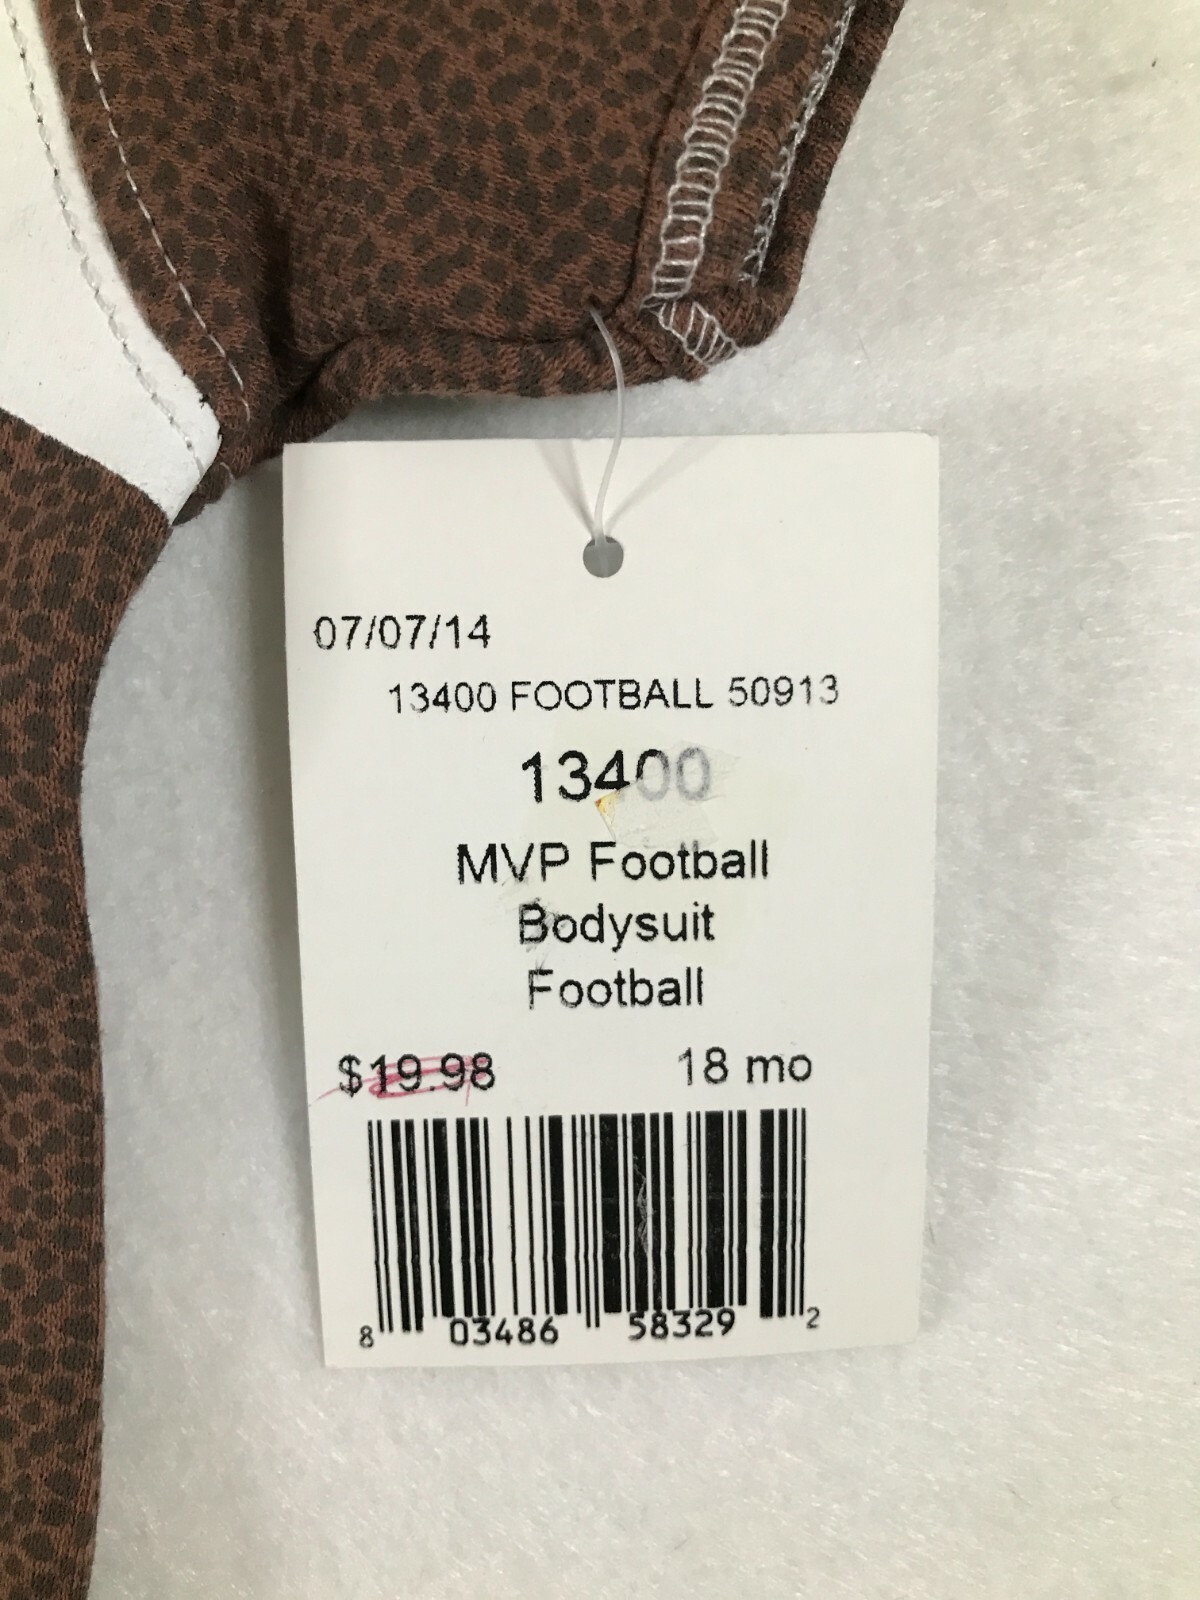 07/07/14
13400 FOOTBALL 50913
13400
MVP Football
Bodysuit
Football
$19.98 18 mo
8 03486 58329 2